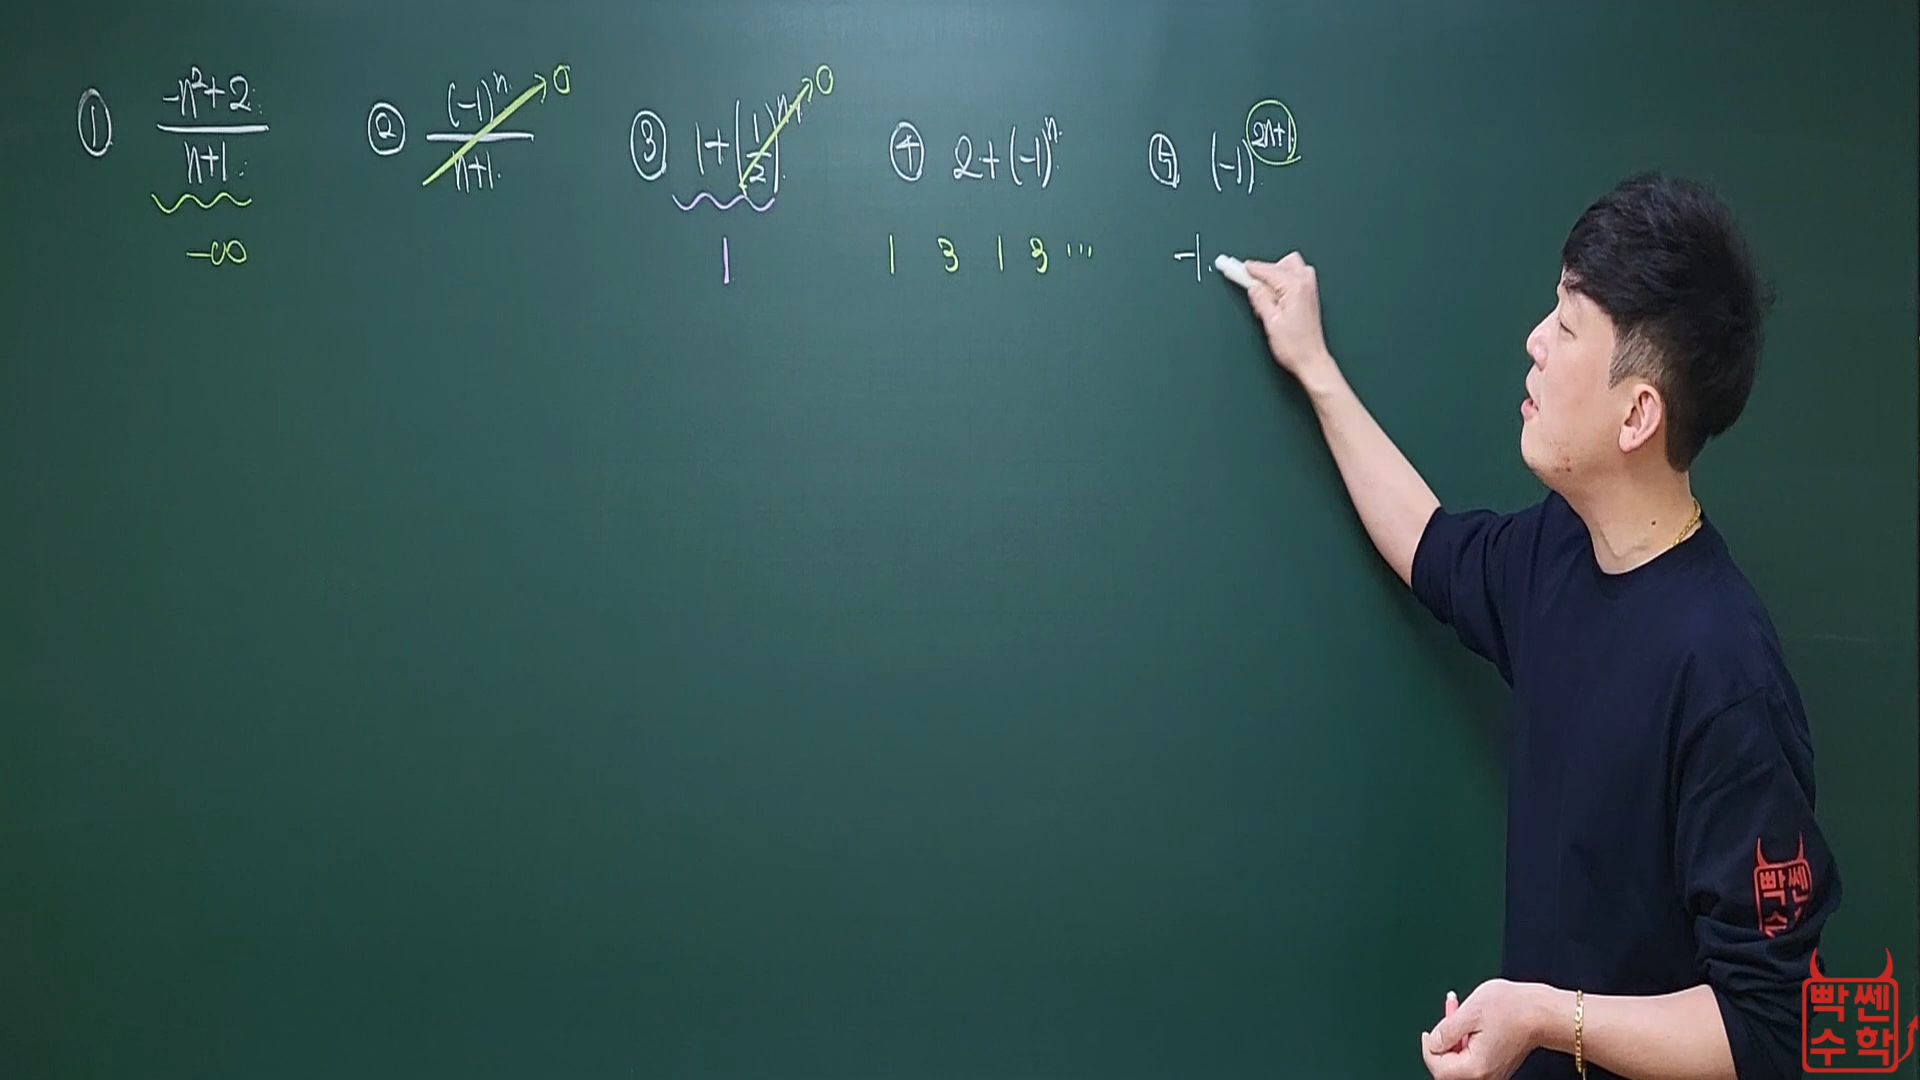 ① (-n²+2)/(n+1) ② (-1)ⁿ/(n+1) → 0 ③ 1+(1/2)ⁿ → 0 ④ 2+(-1)ⁿ ⑤ (-1)²ⁿ⁺¹
-∞ 1 1 3 1 3 ... -1
빡쎈
수
빡쎈
수학